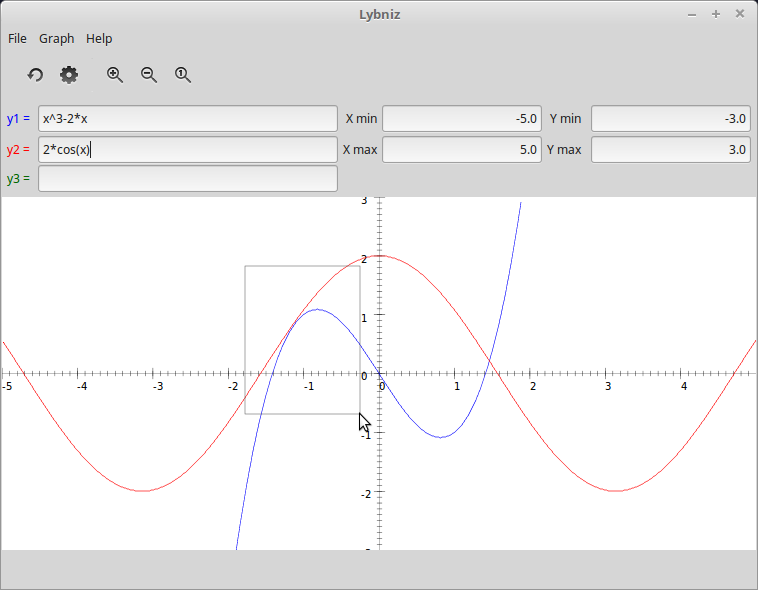 Lybniz
File Graph Help
1
y1 = x^3-2*x X min -5.0 Y min -3.0
y2 = 2*cos(x) X max 5.0 Y max 3.0
y3 =
3
2
1
0
-5 -4 -3 -2 -1 0 1 2 3 4
-1
-2